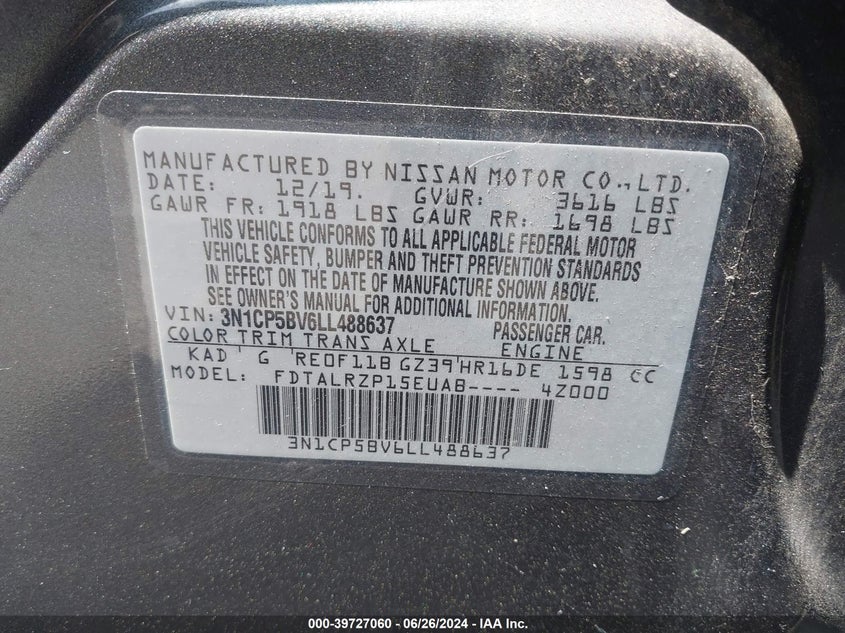 MANUFACTURED BY NISSAN MOTOR CO., LTD.
DATE: 12/19. GVWR: 3616 LBS
GAWR FR: 1918 LBS GAWR RR: 1698 LBS
THIS VEHICLE CONFORMS TO ALL APPLICABLE FEDERAL MOTOR
VEHICLE SAFETY, BUMPER AND THEFT PREVENTION STANDARDS
IN EFFECT ON THE DATE OF MANUFACTURE SHOWN ABOVE.
SEE OWNER'S MANUAL FOR ADDITIONAL INFORMATION.
VIN: 3N1CP5BV6LL488637 PASSENGER CAR.
COLOR TRIM TRANS AXLE ENGINE
KAD G RE0F11B GZ39 HR16DE 1598 CC
MODEL: FDTALRZP15EUAB---- 4Z000
3N1CP5BV6LL488637
000-39727060 - 06/26/2024 - IAA Inc.